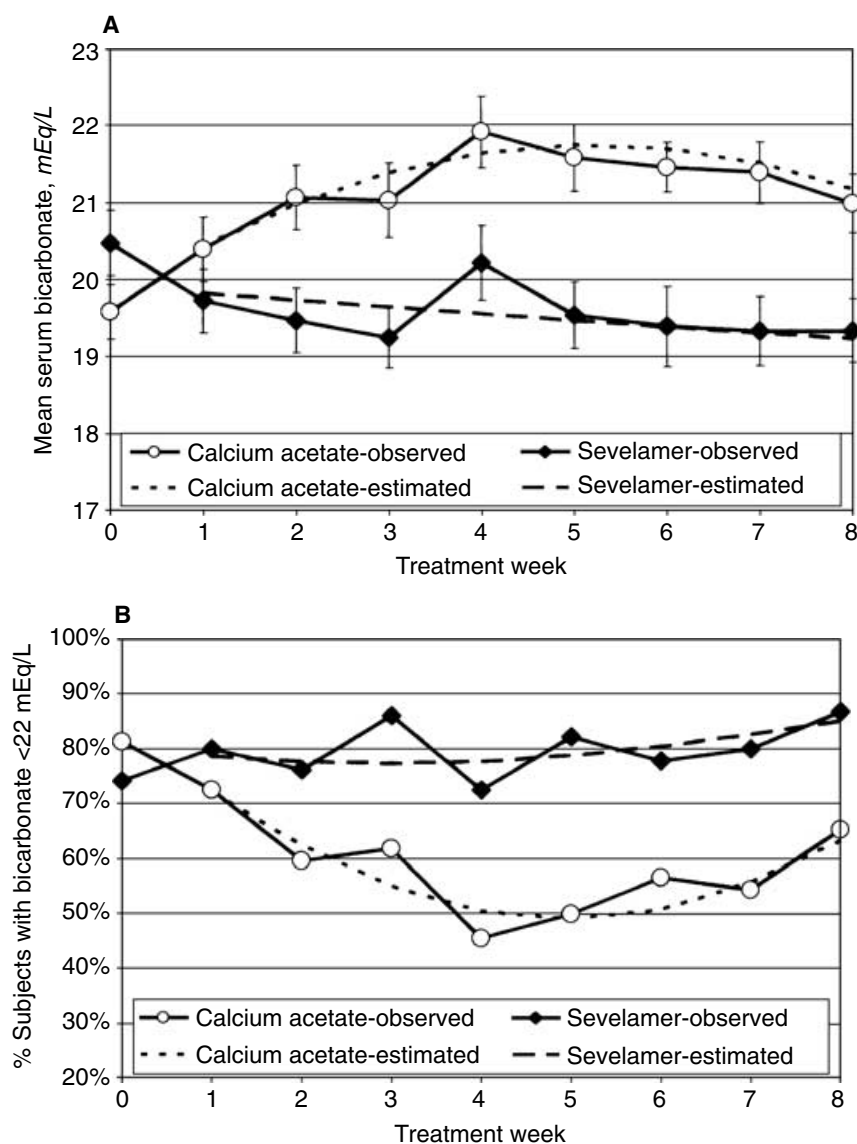 A
Mean serum bicarbonate, mEq/L
23
22
21
20
19
18
17
Calcium acetate-observed Sevelamer-observed
Calcium acetate-estimated Sevelamer-estimated
0 1 2 3 4 5 6 7 8
Treatment week
B
% Subjects with bicarbonate <22 mEq/L
100%
90%
80%
70%
60%
50%
40%
30%
20%
Calcium acetate-observed Sevelamer-observed
Calcium acetate-estimated Sevelamer-estimated
0 1 2 3 4 5 6 7 8
Treatment week